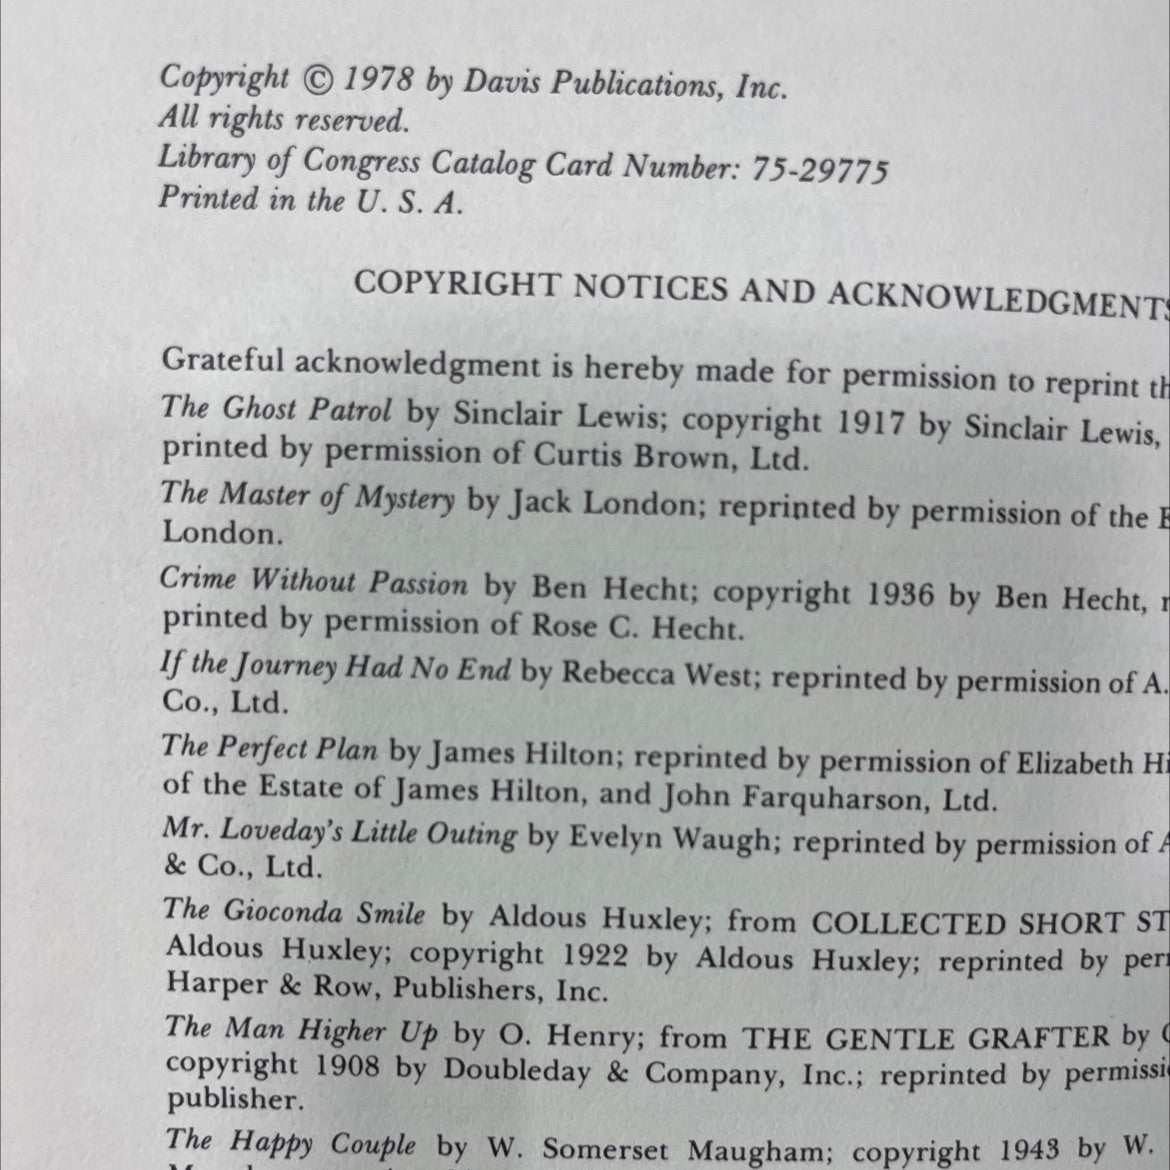 Copyright © 1978 by Davis Publications, Inc.
All rights reserved.
Library of Congress Catalog Card Number: 75-29775
Printed in the U. S. A.
COPYRIGHT NOTICES AND ACKNOWLEDGMENTS
Grateful acknowledgment is hereby made for permission to reprint
The Ghost Patrol by Sinclair Lewis; copyright 1917 by Sinclair Lewis,
printed by permission of Curtis Brown, Ltd.
The Master of Mystery by Jack London; reprinted by permission of the
London.
Crime Without Passion by Ben Hecht; copyright 1936 by Ben Hecht,
printed by permission of Rose C. Hecht.
If the Journey Had No End by Rebecca West; reprinted by permission of A.
Co., Ltd.
The Perfect Plan by James Hilton; reprinted by permission of Elizabeth
of the Estate of James Hilton, and John Farquharson, Ltd.
Mr. Loveday's Little Outing by Evelyn Waugh; reprinted by permission of
& Co., Ltd.
The Gioconda Smile by Aldous Huxley; from COLLECTED SHORT
Aldous Huxley; copyright 1922 by Aldous Huxley; reprinted by
Harper & Row, Publishers, Inc.
The Man Higher Up by O. Henry; from THE GENTLE GRAFTER by
copyright 1908 by Doubleday & Company, Inc.; reprinted by
publisher.
The Happy Couple by W. Somerset Maugham; copyright 1943 by W.